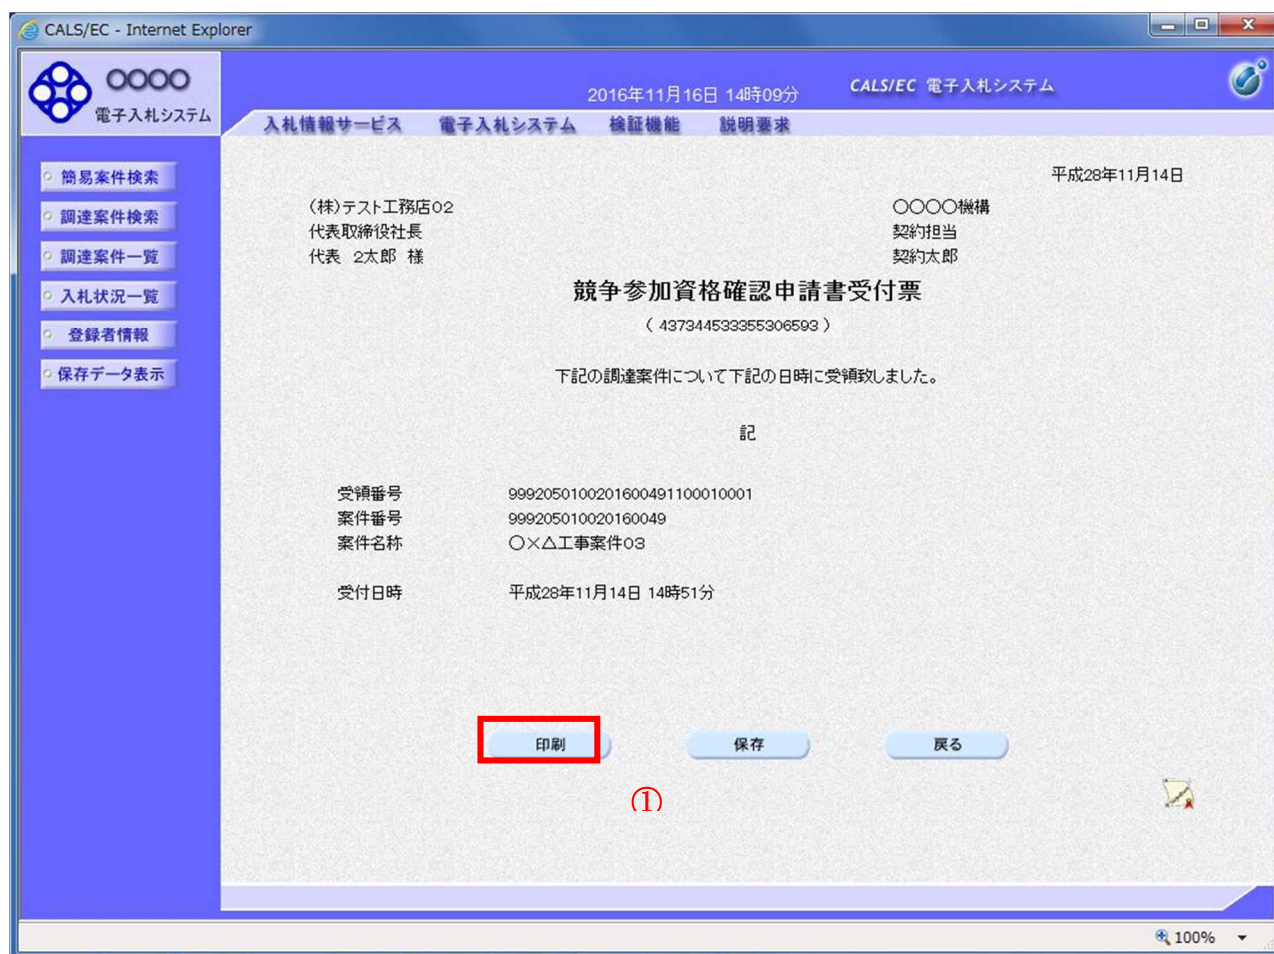 CALS/EC - Internet Explorer
〇〇〇〇
電子入札システム
2016年11月16日 14時09分
CALS/EC 電子入札システム
入札情報サービス 電子入札システム 検証機能 説明要求
簡易案件検索
調達案件検索
調達案件一覧
入札状況一覧
登録者情報
保存データ表示
平成28年11月14日
(株)テスト工務店02
代表取締役社長
代表 2太郎 様
〇〇〇〇機構
契約担当
契約太郎
競争参加資格確認申請書受付票
( 437344533355306593 )
下記の調達案件について下記の日時に受領致しました。
記
受領番号 9992050100201600491100010001
案件番号 999205010020160049
案件名称 〇×△工事案件03
受付日時 平成28年11月14日 14時51分
印刷 保存 戻る
①
100%